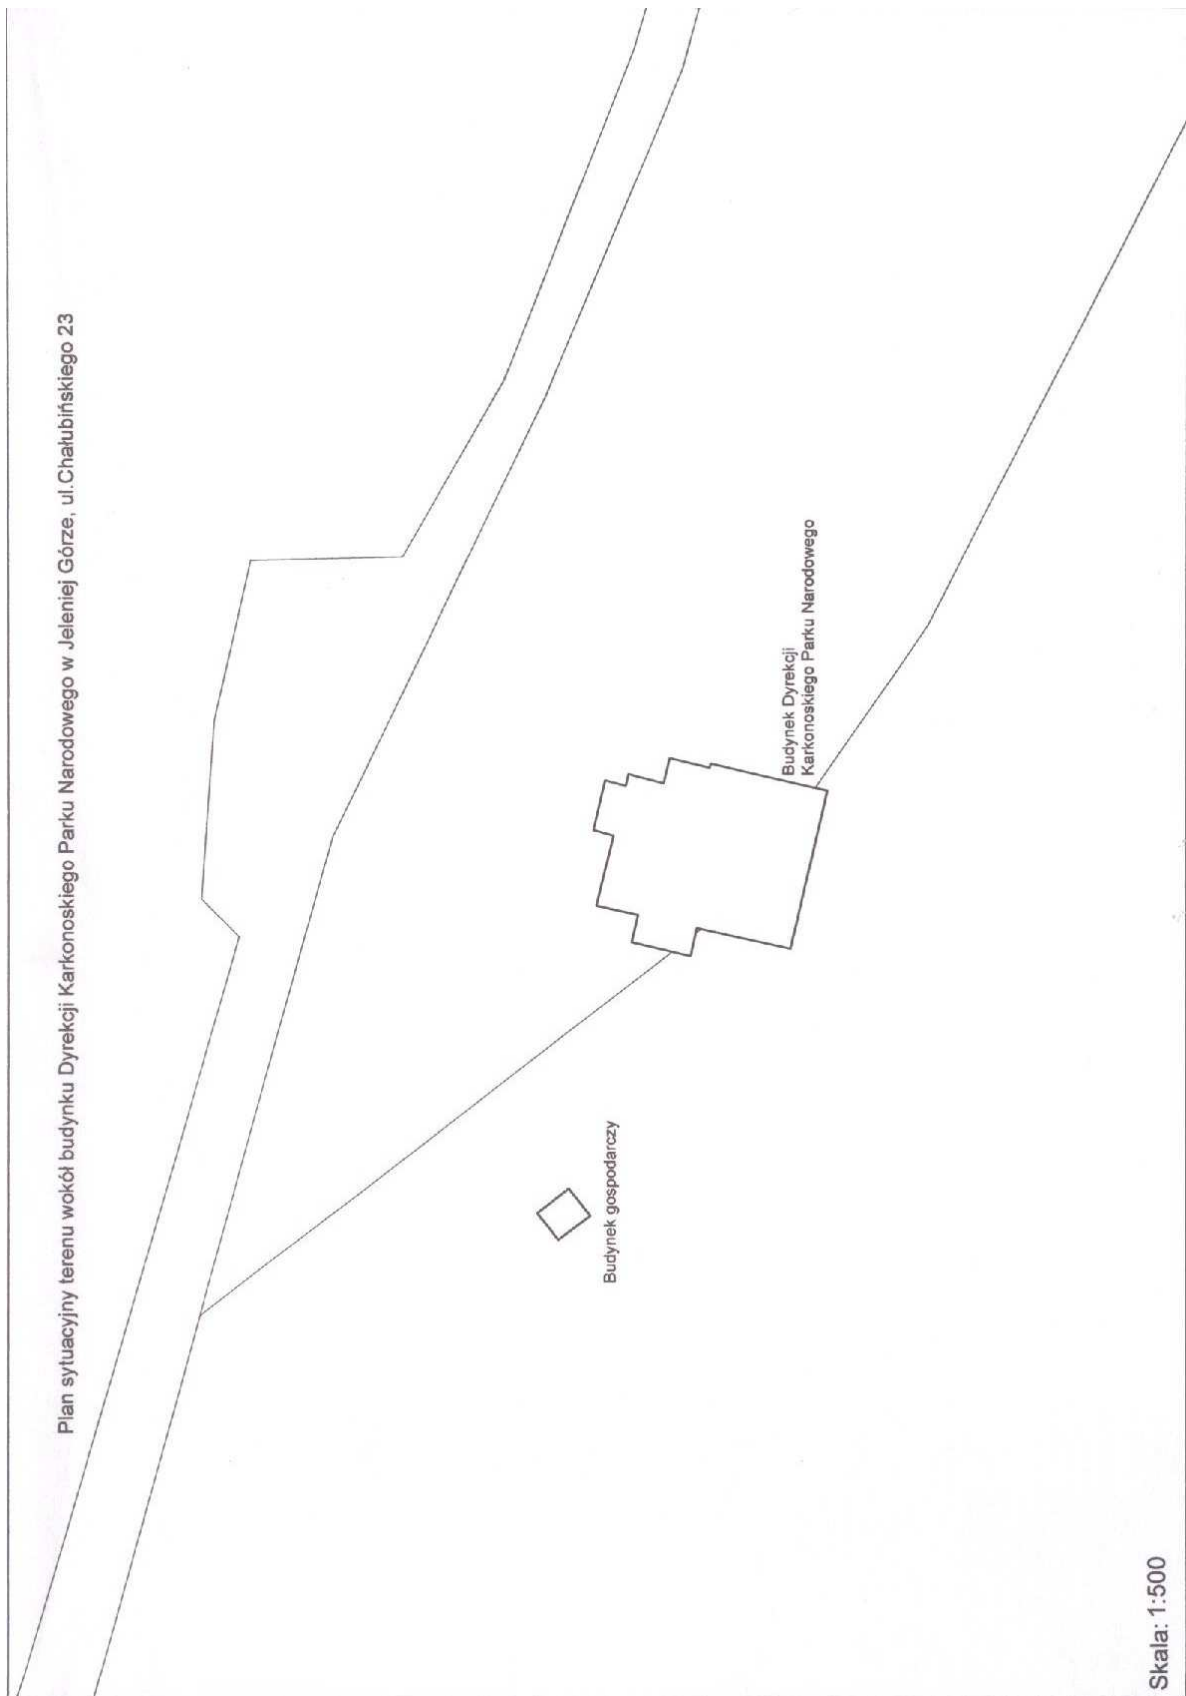 Plan sytuacyjny terenu wokół budynku Dyrekcji Karkonoskiego Parku Narodowego w Jeleniej Górze, ul.Chałubińskiego 23
Budynek Dyrekcji
Karkonoskiego Parku Narodowego
Budynek gospodarczy
Skala: 1:500